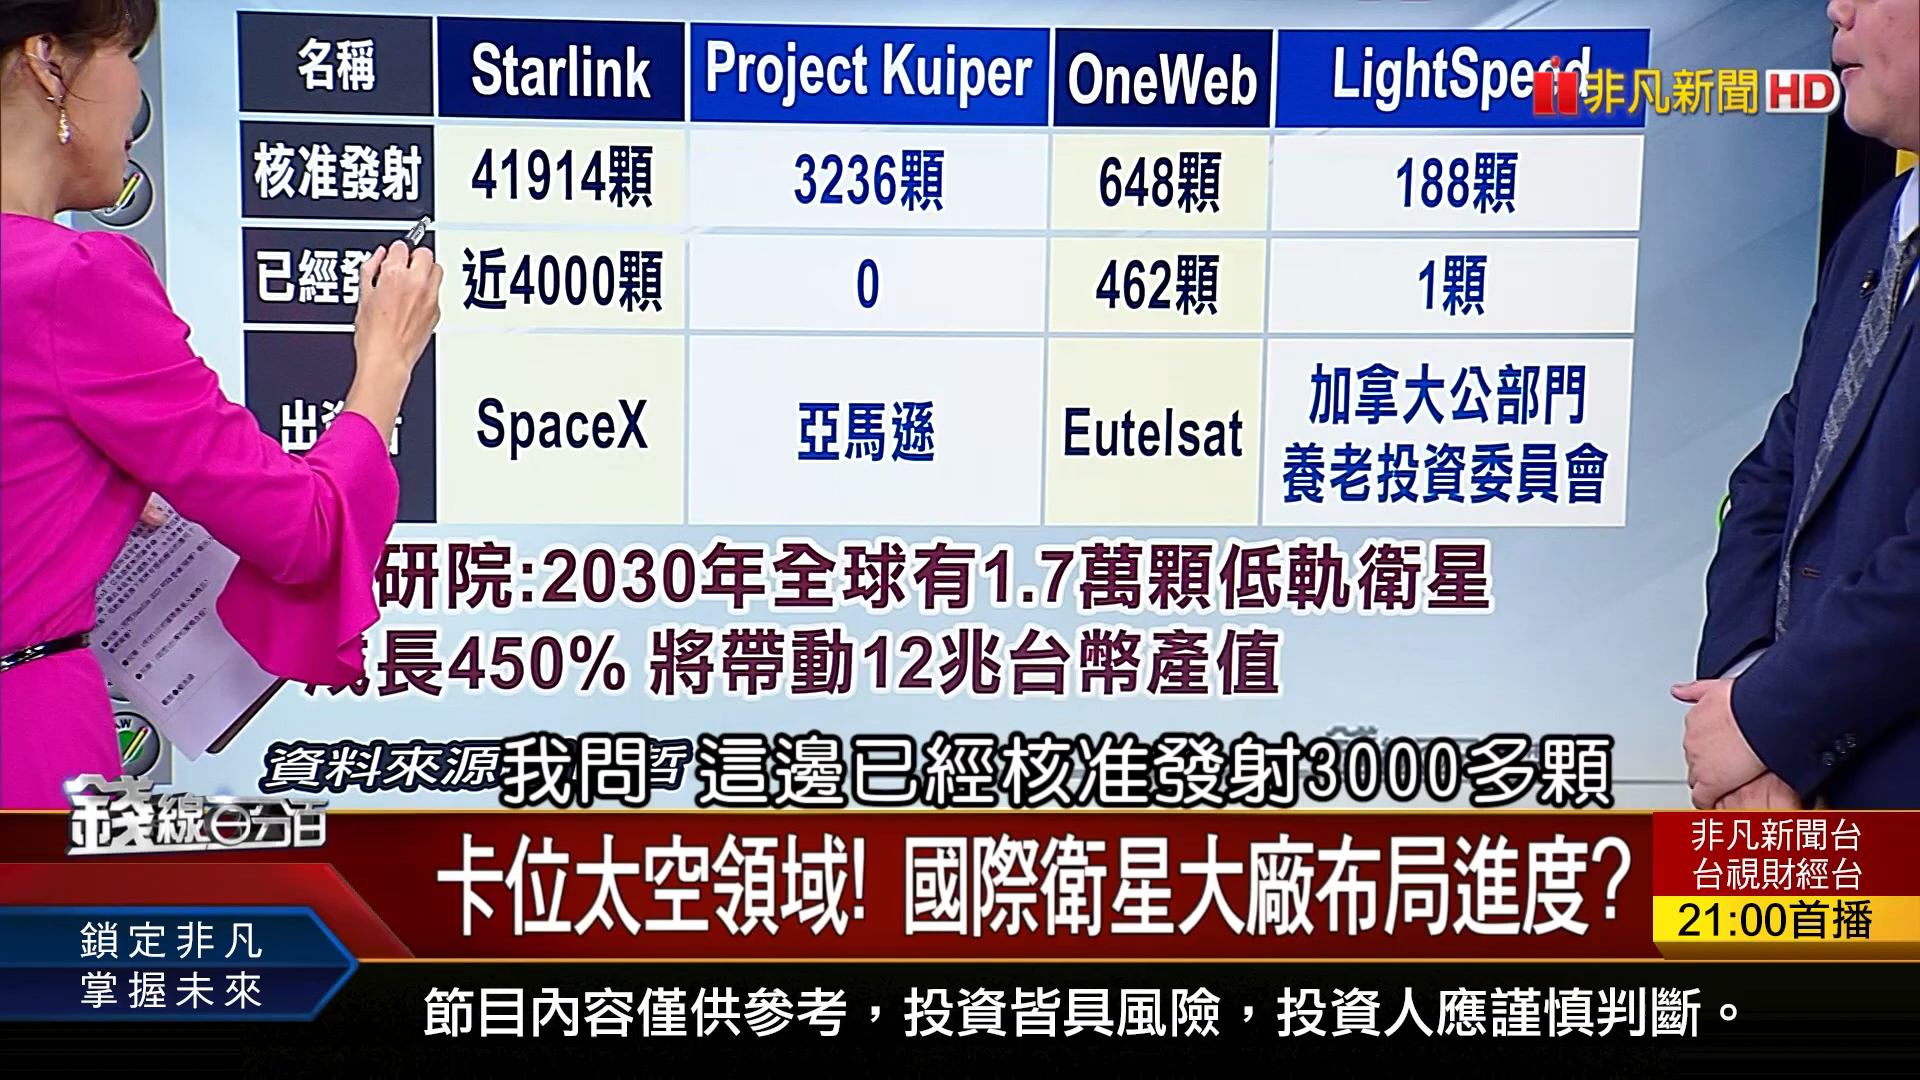 名稱 Starlink Project Kuiper OneWeb LightSpeed
非凡新聞HD
核准發射 41914顆 3236顆 648顆 188顆
已經發 近4000顆 0 462顆 1顆
SpaceX 亞馬遜 Eutelsat 加拿大公部門
養老投資委員會
研院:2030年全球有1.7萬顆低軌衛星
成長450% 將帶動12兆台幣產值
資料來源
我問 這邊已經核准發射3000多顆
錢線百分百
卡位太空領域! 國際衛星大廠布局進度?
非凡新聞台
台視財經台
21:00首播
鎖定非凡
掌握未來
節目內容僅供參考，投資皆具風險，投資人應謹慎判斷。